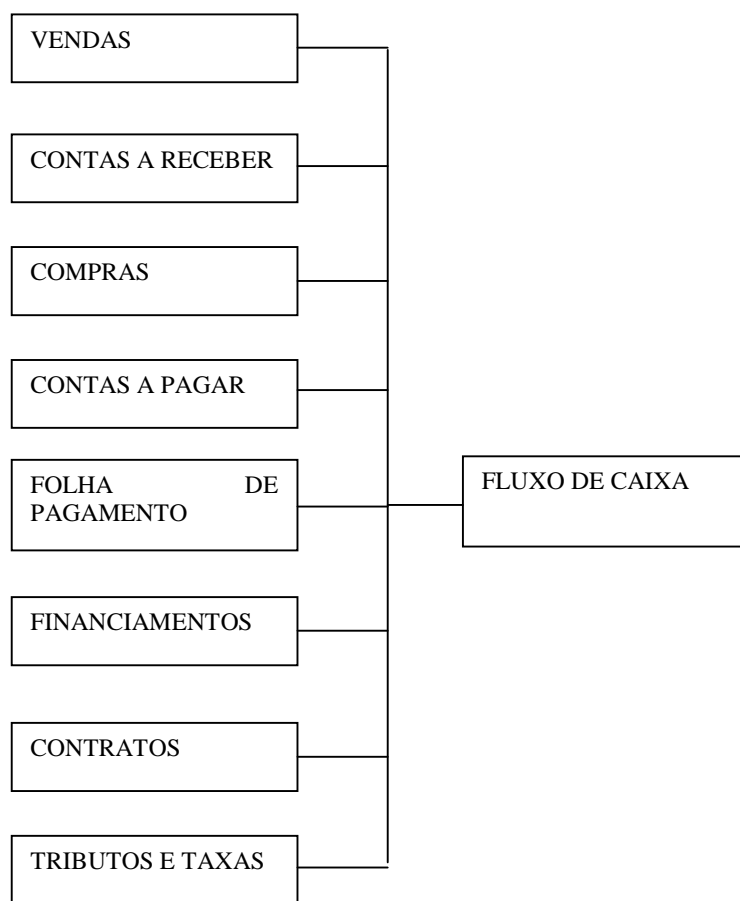 VENDAS
CONTAS A RECEBER
COMPRAS
CONTAS A PAGAR
FOLHA DE
PAGAMENTO
FLUXO DE CAIXA
FINANCIAMENTOS
CONTRATOS
TRIBUTOS E TAXAS